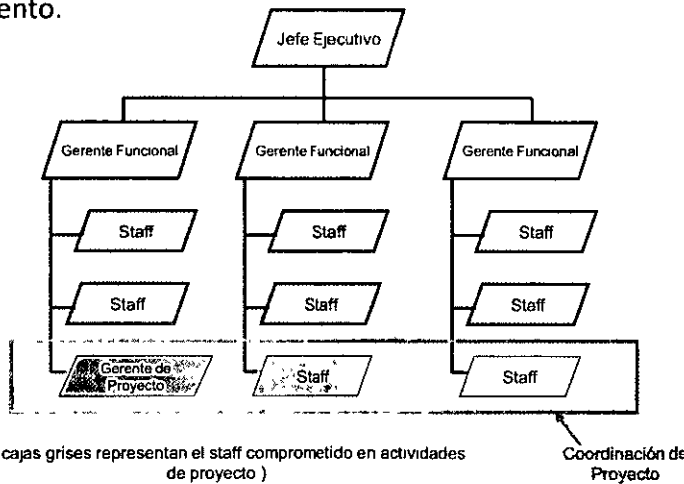 ento.
Jefe Ejecutivo
Gerente Funcional
Gerente Funcional
Gerente Funcional
Staff
Staff
Staff
Staff
Staff
Staff
Gerente de
Proyecto
Staff
Staff
cajas grises representan el staff comprometido en actividades
de proyecto )
Coordinación de
Proyecto